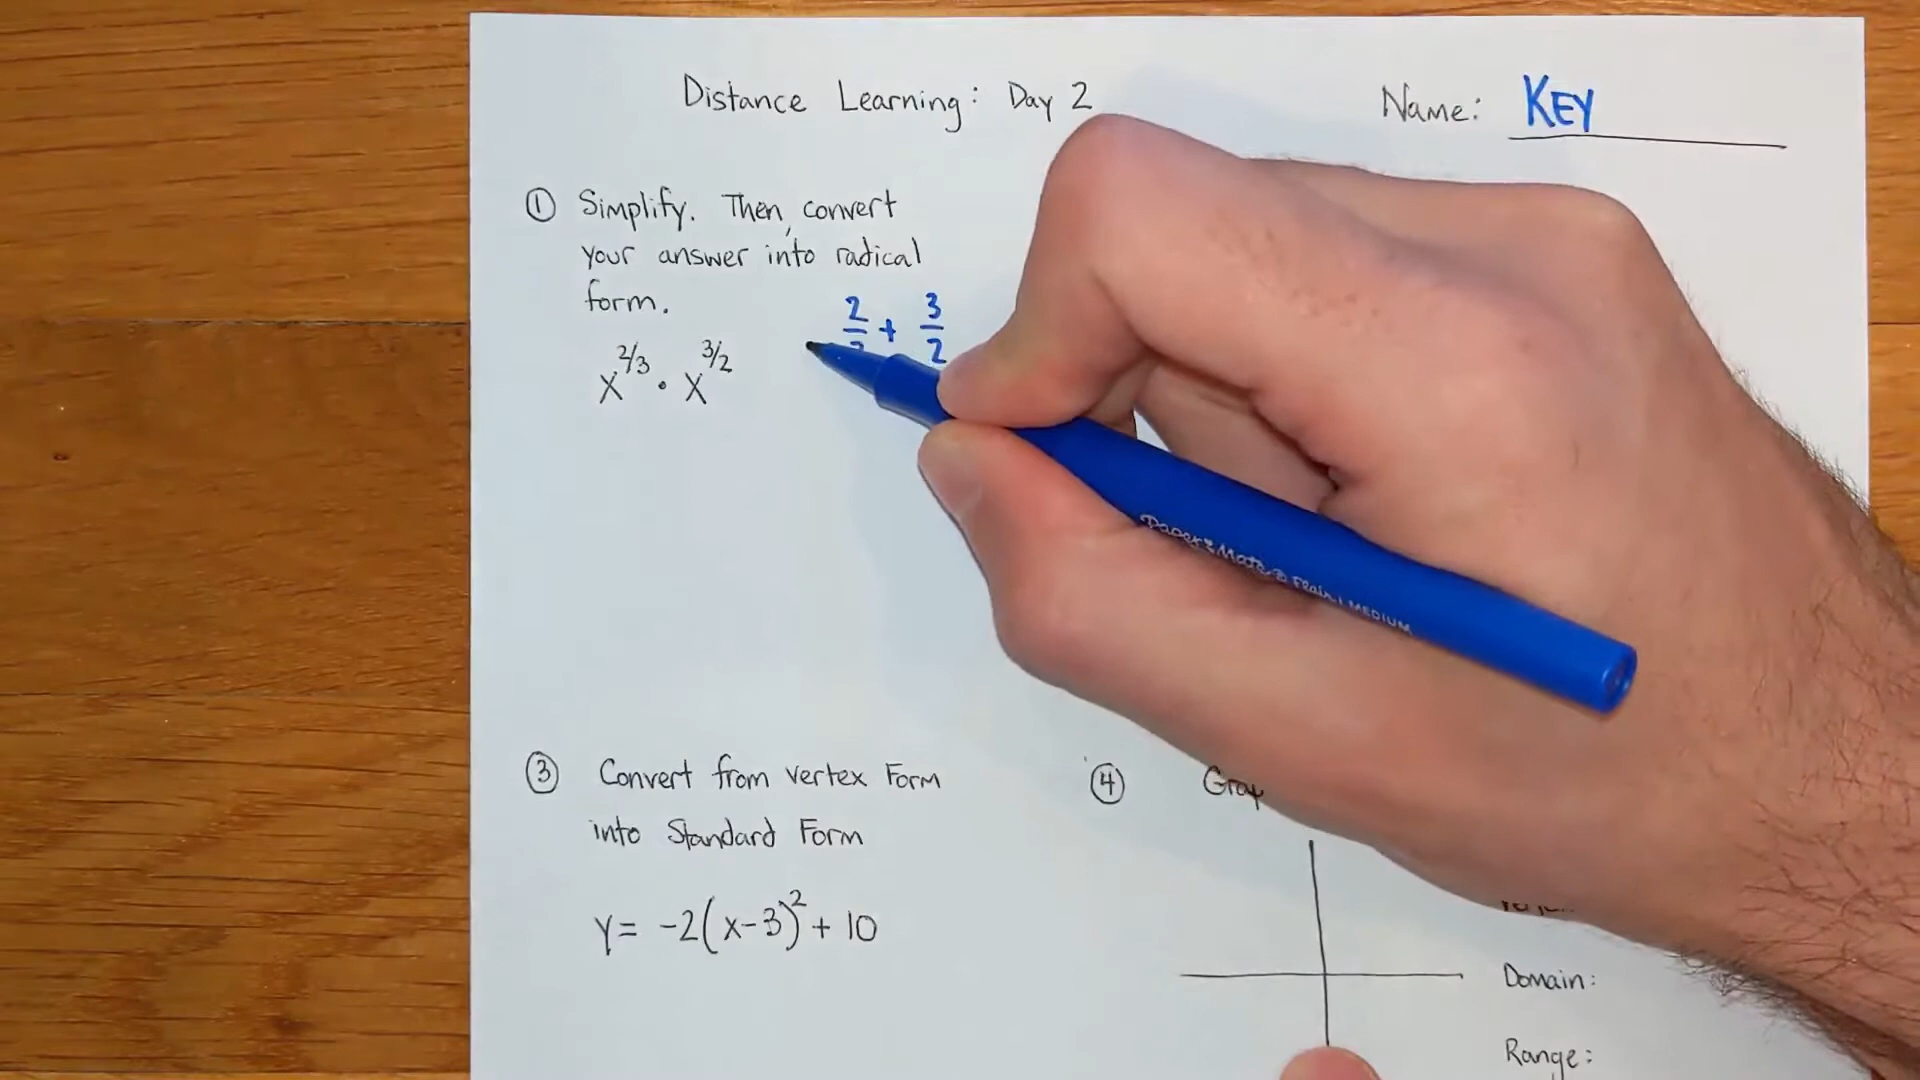 Distance Learning: Day 2
Name: KEY
① Simplify. Then, convert
your answer into radical
form.
2/3 + 3/2
x^2/3 · x^3/2
Paper Mate Flair MEDIUM
③ Convert from Vertex Form
into Standard Form
y = -2(x-3)² + 10
④
Domain:
Range: